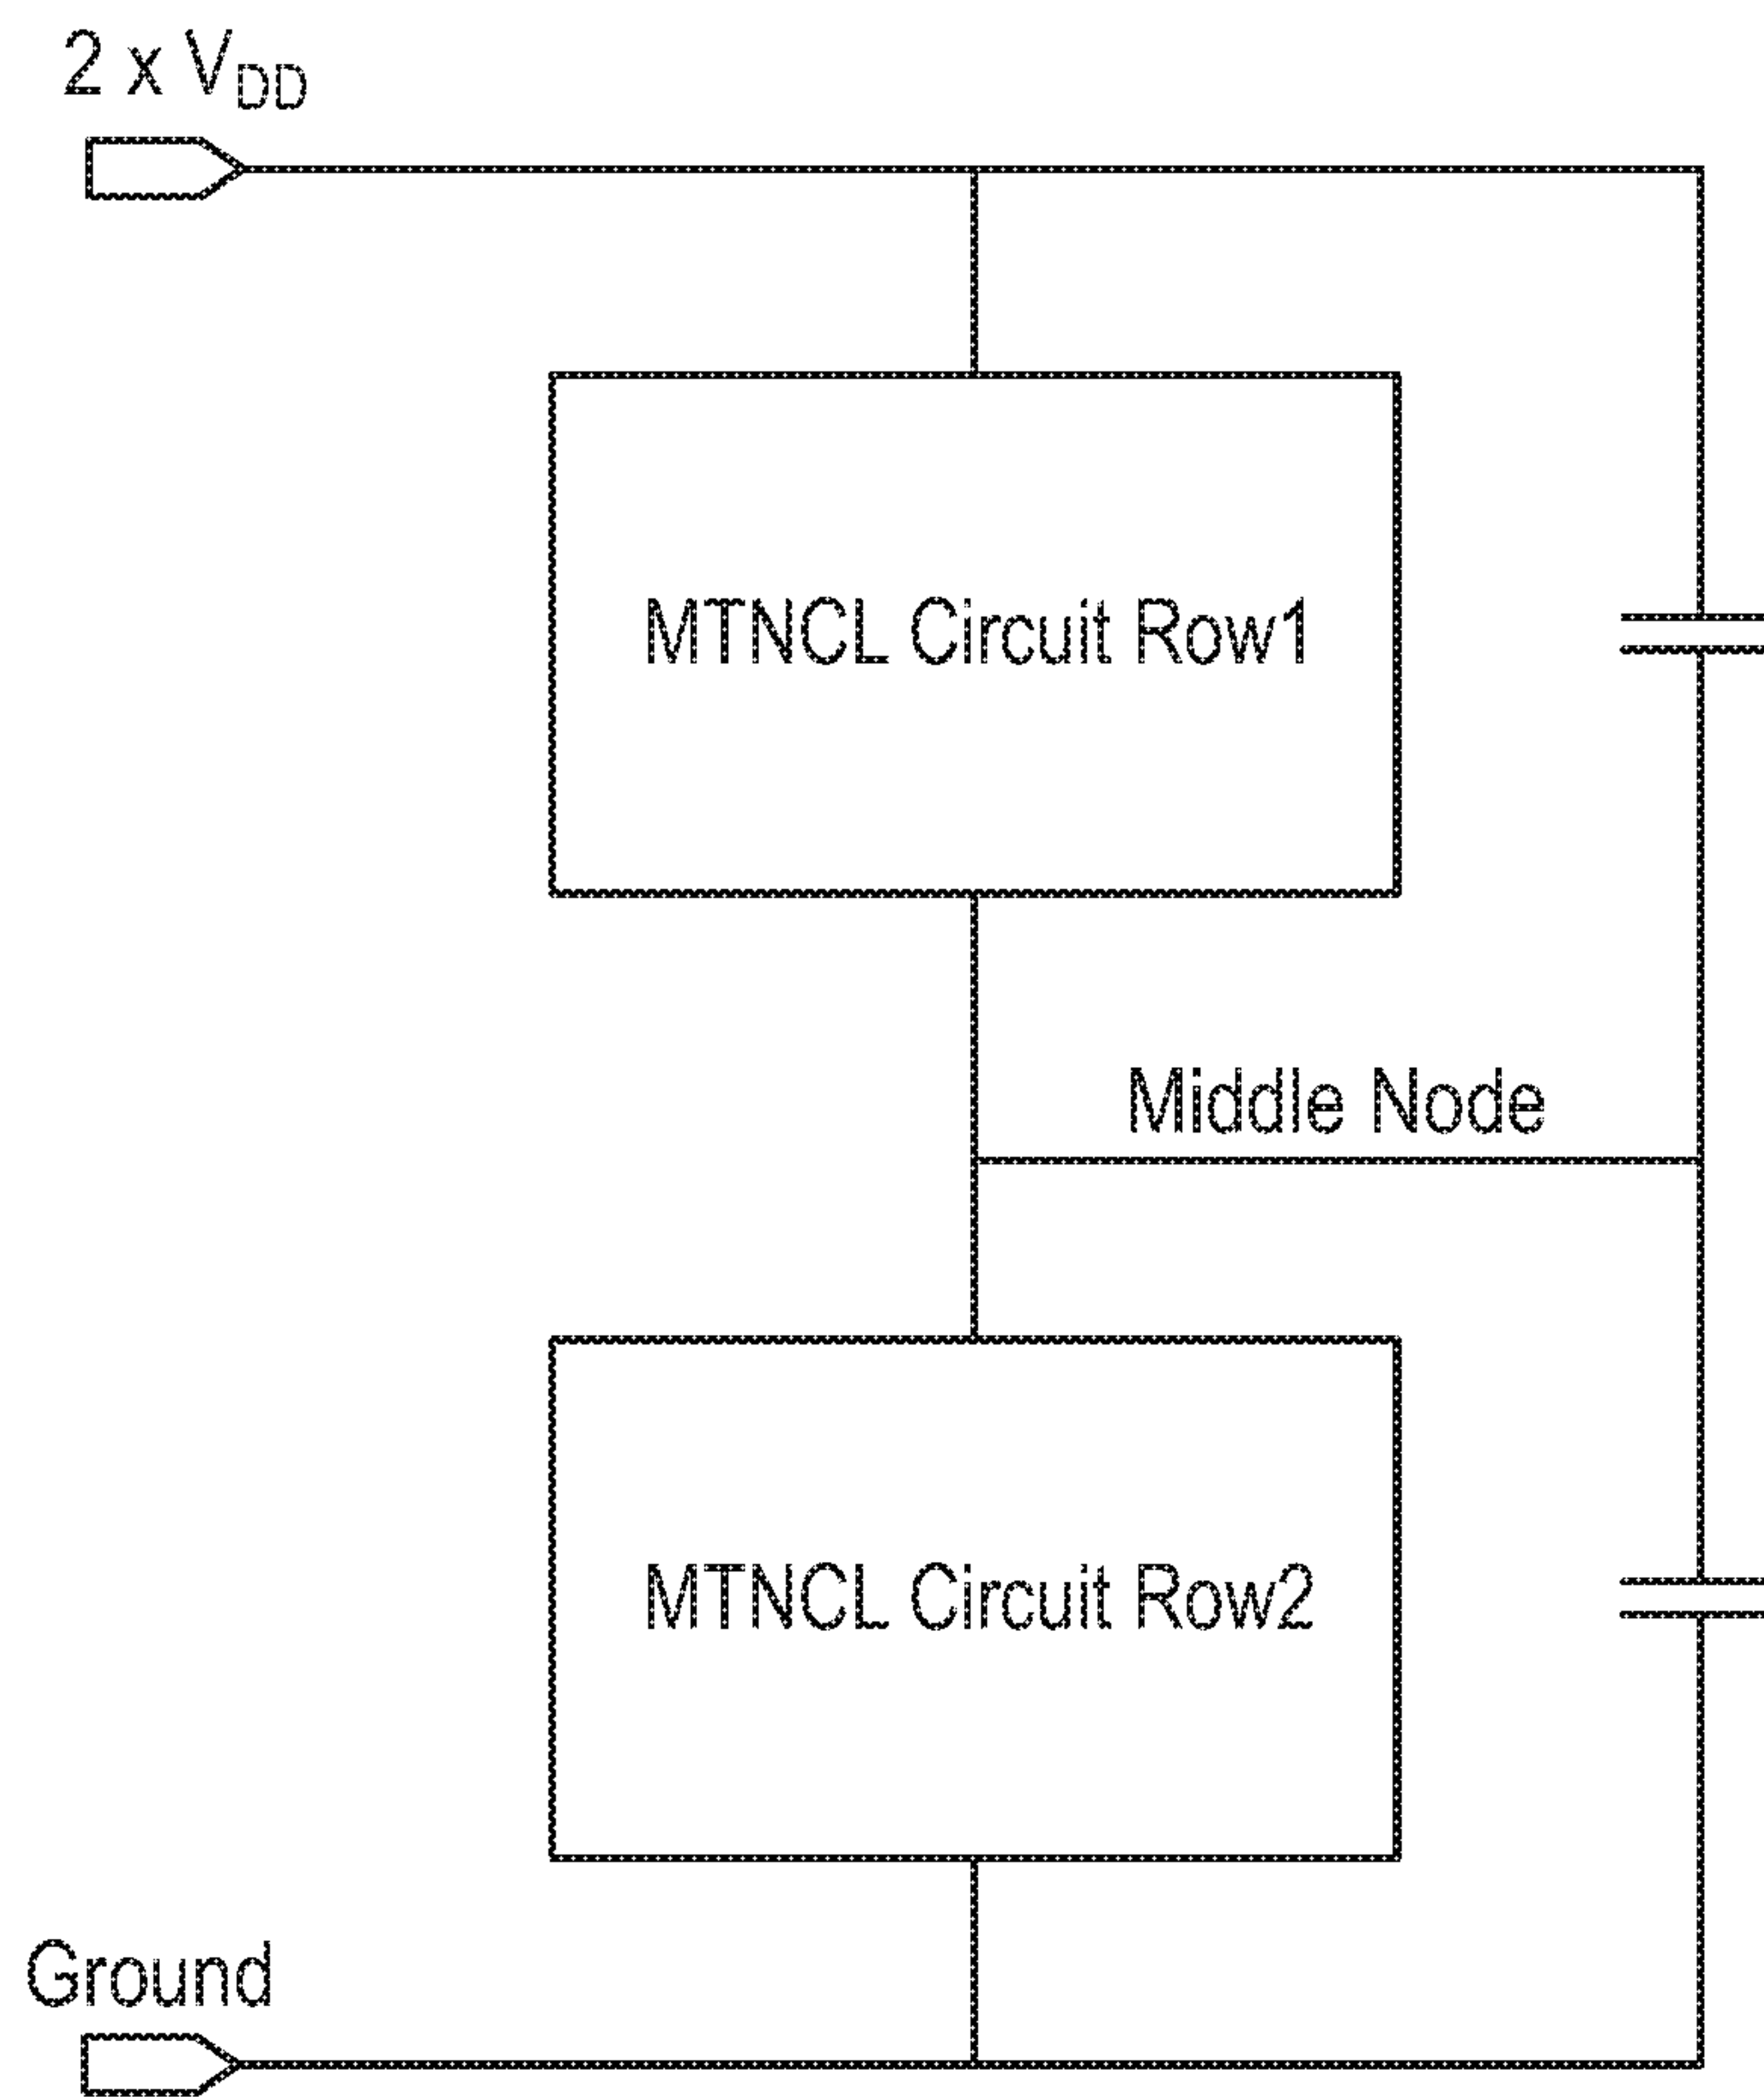 2 x VDD
MTNCL Circuit Row1
Middle Node
MTNCL Circuit Row2
Ground